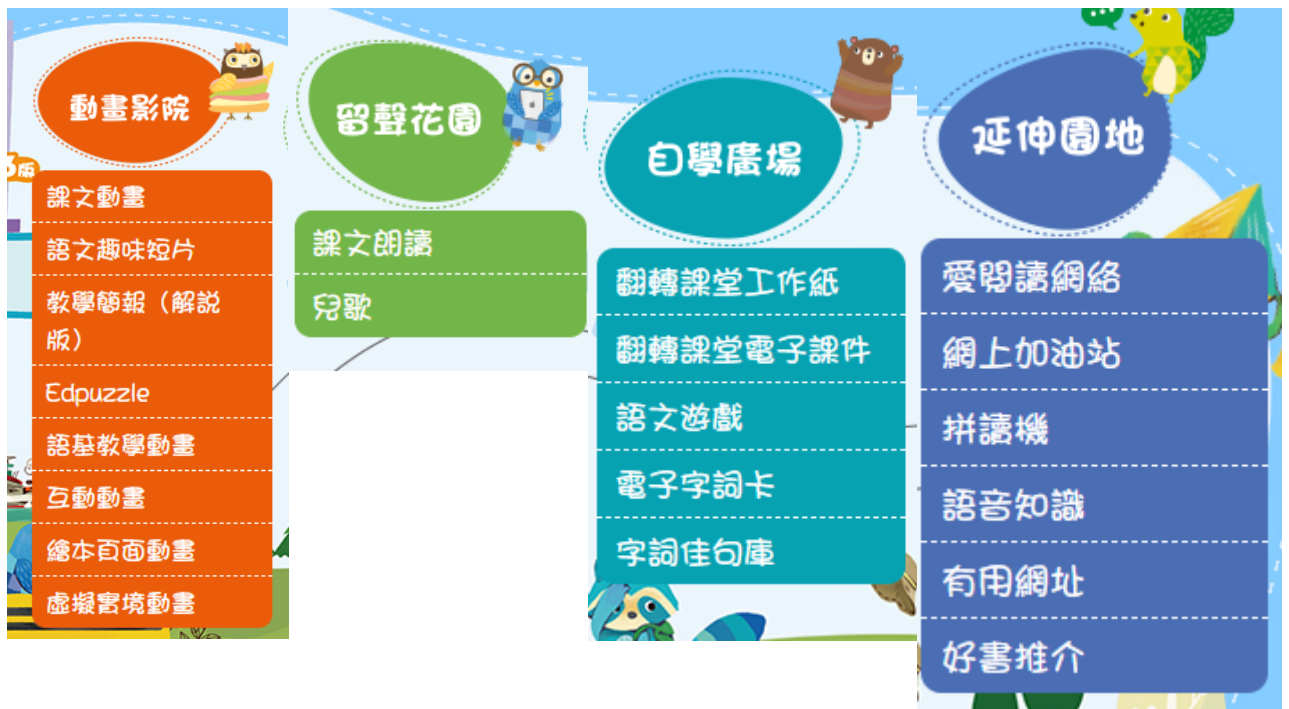 動畫影院
3版
課文動畫
語文趣味短片
教學簡報（解説
版）
Edpuzzle
語基教學動畫
互動動畫
繪本頁面動畫
虛擬實境動畫
留聲花園
課文朗讀
兒歌
自學廣場
翻轉課堂工作紙
翻轉課堂電子課件
語文遊戲
電子字詞卡
字詞佳句庫
延伸園地
愛閱讀網絡
網上加油站
拼讀機
語音知識
有用網址
好書推介